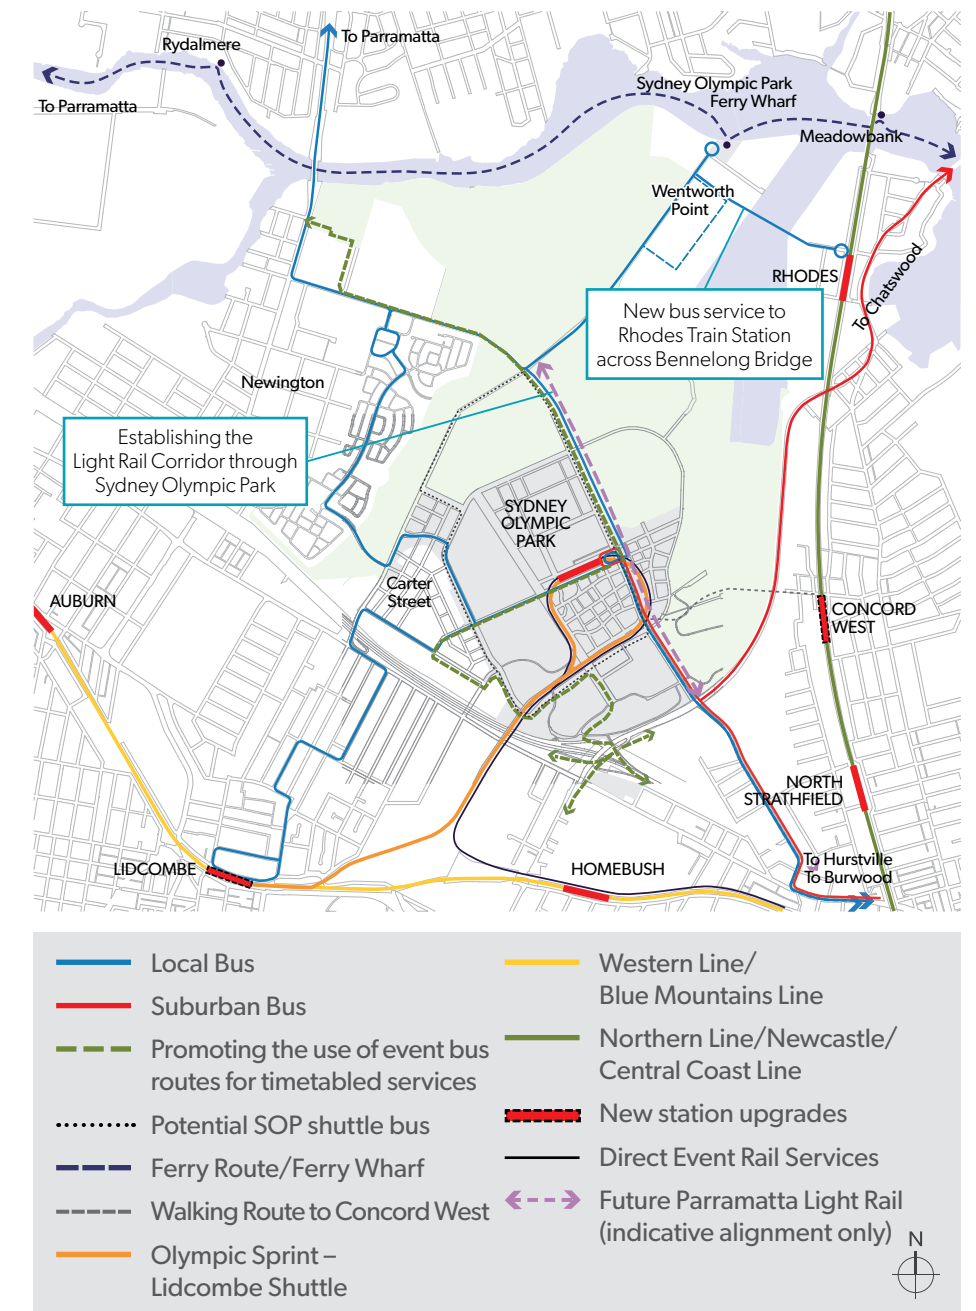 To Parramatta
Rydalmere
Sydney Olympic Park
Ferry Wharf
To Parramatta
Meadowbank
Wentworth
Point
RHODES
To Chatswood
New bus service to
Rhodes Train Station
across Bennelong Bridge
Newington
Establishing the
Light Rail Corridor through
Sydney Olympic Park
SYDNEY
OLYMPIC
PARK
Carter
Street
AUBURN
CONCORD
WEST
NORTH
STRATHFIELD
LIDCOMBE
HOMEBUSH
To Hurstville
To Burwood
Local Bus
Suburban Bus
Promoting the use of event bus
routes for timetabled services
Potential SOP shuttle bus
Ferry Route/Ferry Wharf
Walking Route to Concord West
Olympic Sprint –
Lidcombe Shuttle
Western Line/
Blue Mountains Line
Northern Line/Newcastle/
Central Coast Line
New station upgrades
Direct Event Rail Services
Future Parramatta Light Rail
(indicative alignment only)
N